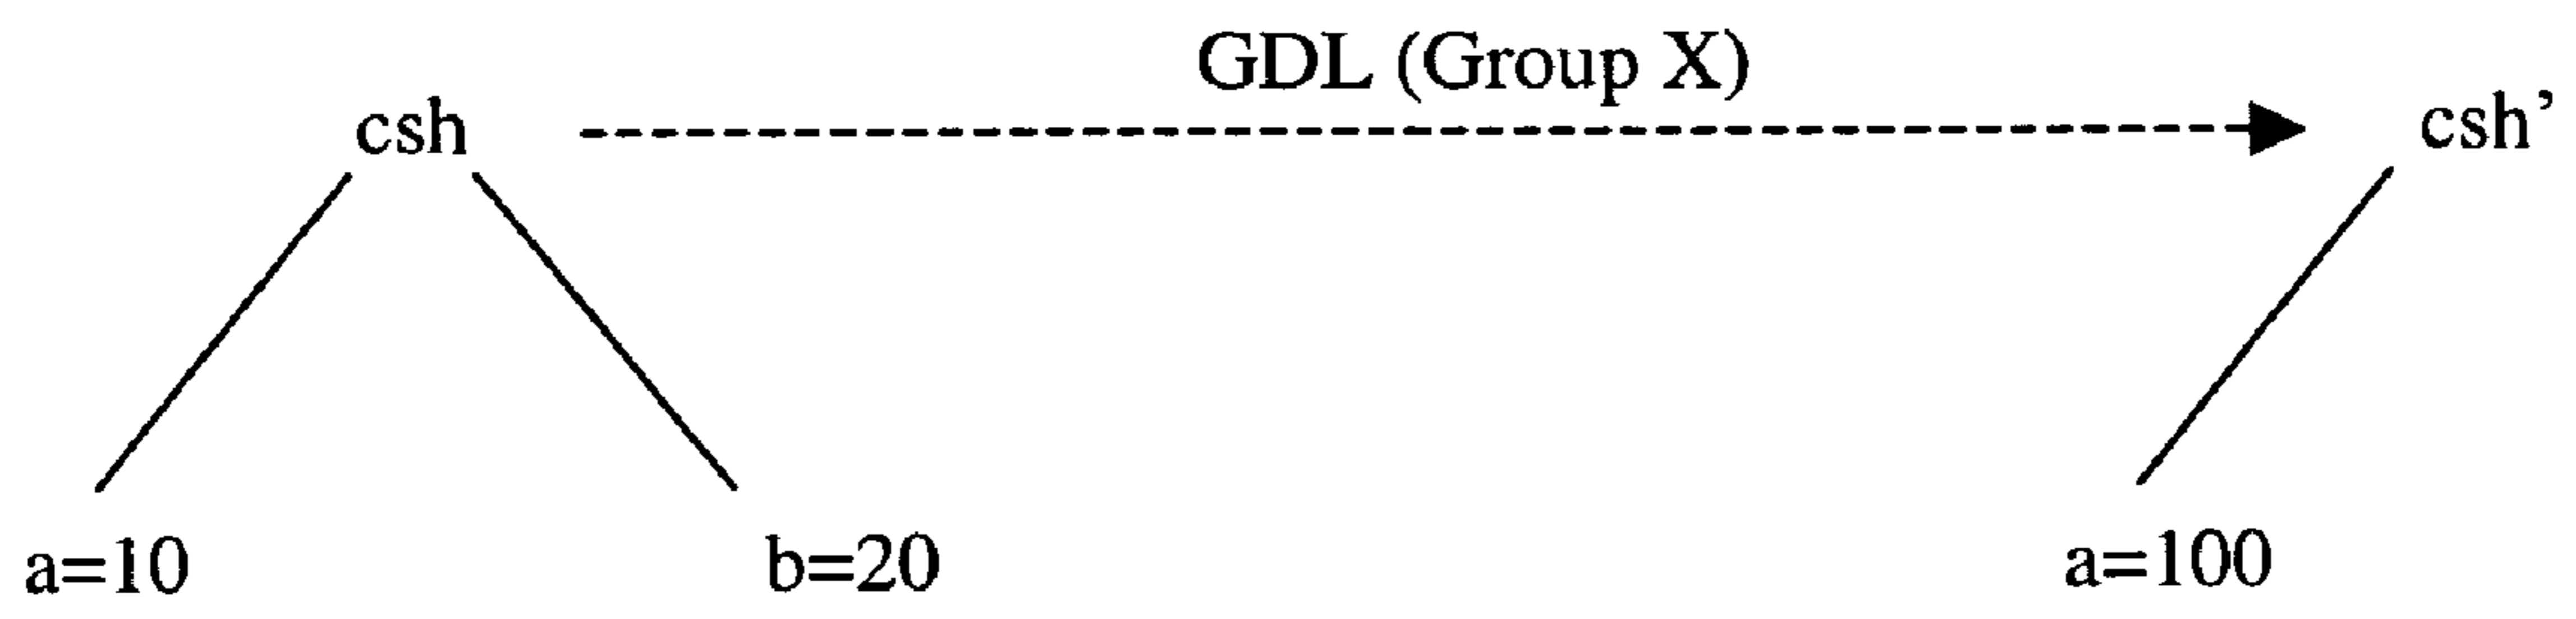 GDL (Group X)
csh
csh’
a=10
b=20
a=100